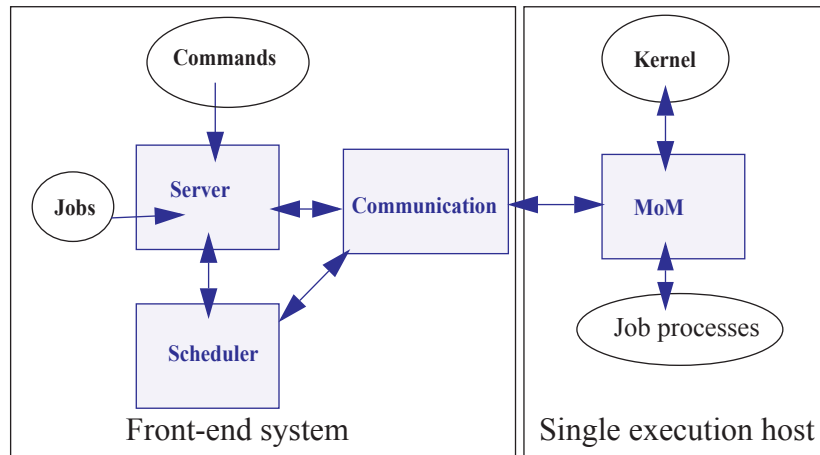 Commands
Kernel
Server
Jobs
Communication
MoM
Scheduler
Job processes
Front-end system
Single execution host